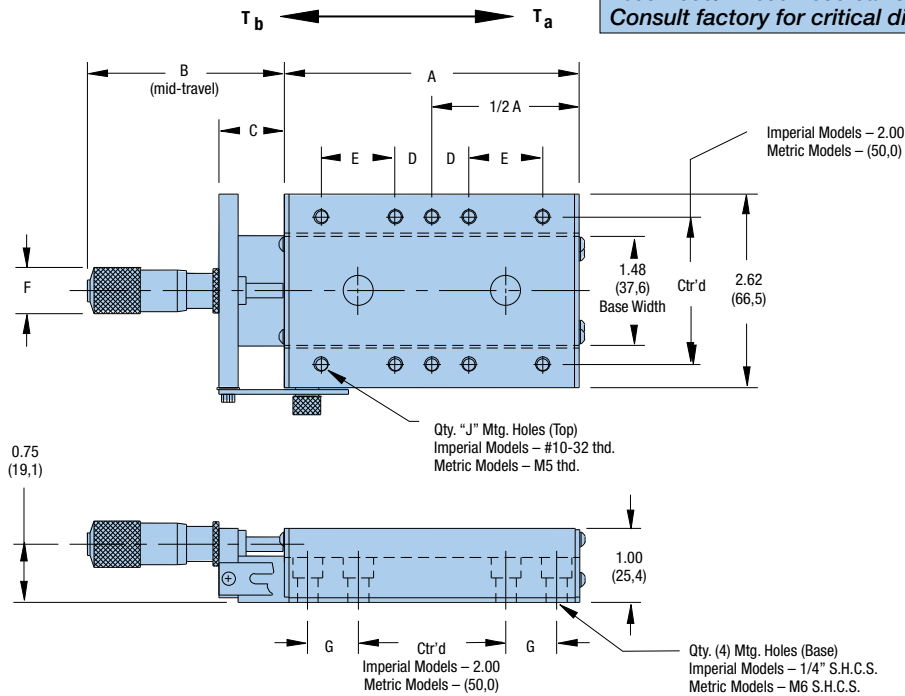 Consult factory for critical di
T_b
T_a
B
(mid-travel)
A
1/2 A
C
E
D
D
E
Imperial Models – 2.00
Metric Models – (50,0)
F
1.48
(37,6)
Base Width
Ctr'd
2.62
(66,5)
Qty. “J” Mtg. Holes (Top)
Imperial Models – #10-32 thd.
Metric Models – M5 thd.
0.75
(19,1)
1.00
(25,4)
G
Ctr'd
G
Imperial Models – 2.00
Metric Models – (50,0)
Qty. (4) Mtg. Holes (Base)
Imperial Models – 1/4” S.H.C.S.
Metric Models – M6 S.H.C.S.